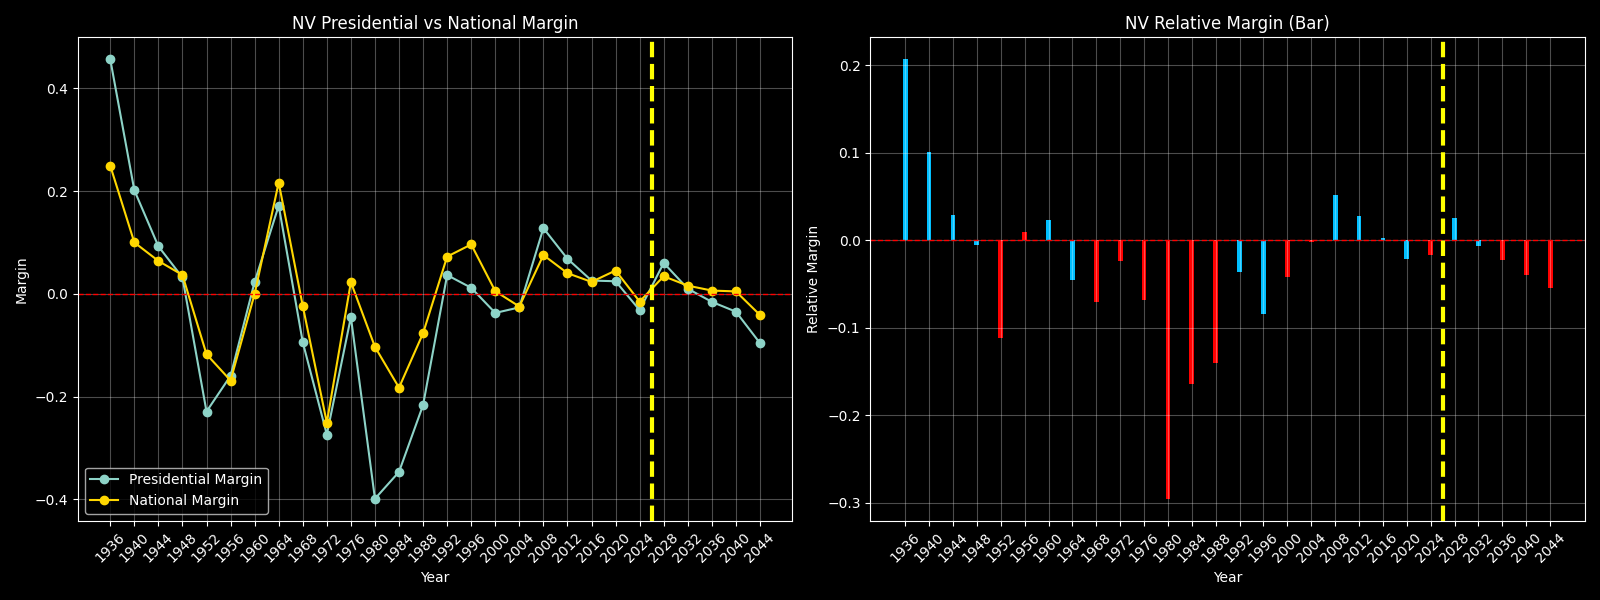 NV Presidential vs National Margin
Margin
0.4
0.2
0.0
−0.2
−0.4
Presidential Margin
National Margin
1936 1940 1944 1948 1952 1956 1960 1964 1968 1972 1976 1980 1984 1988 1992 1996 2000 2004 2008 2012 2016 2020 2024 2028 2032 2036 2040 2044
Year
NV Relative Margin (Bar)
Relative Margin
0.2
0.1
0.0
−0.1
−0.2
−0.3
1936 1940 1944 1948 1952 1956 1960 1964 1968 1972 1976 1980 1984 1988 1992 1996 2000 2004 2008 2012 2016 2020 2024 2028 2032 2036 2040 2044
Year